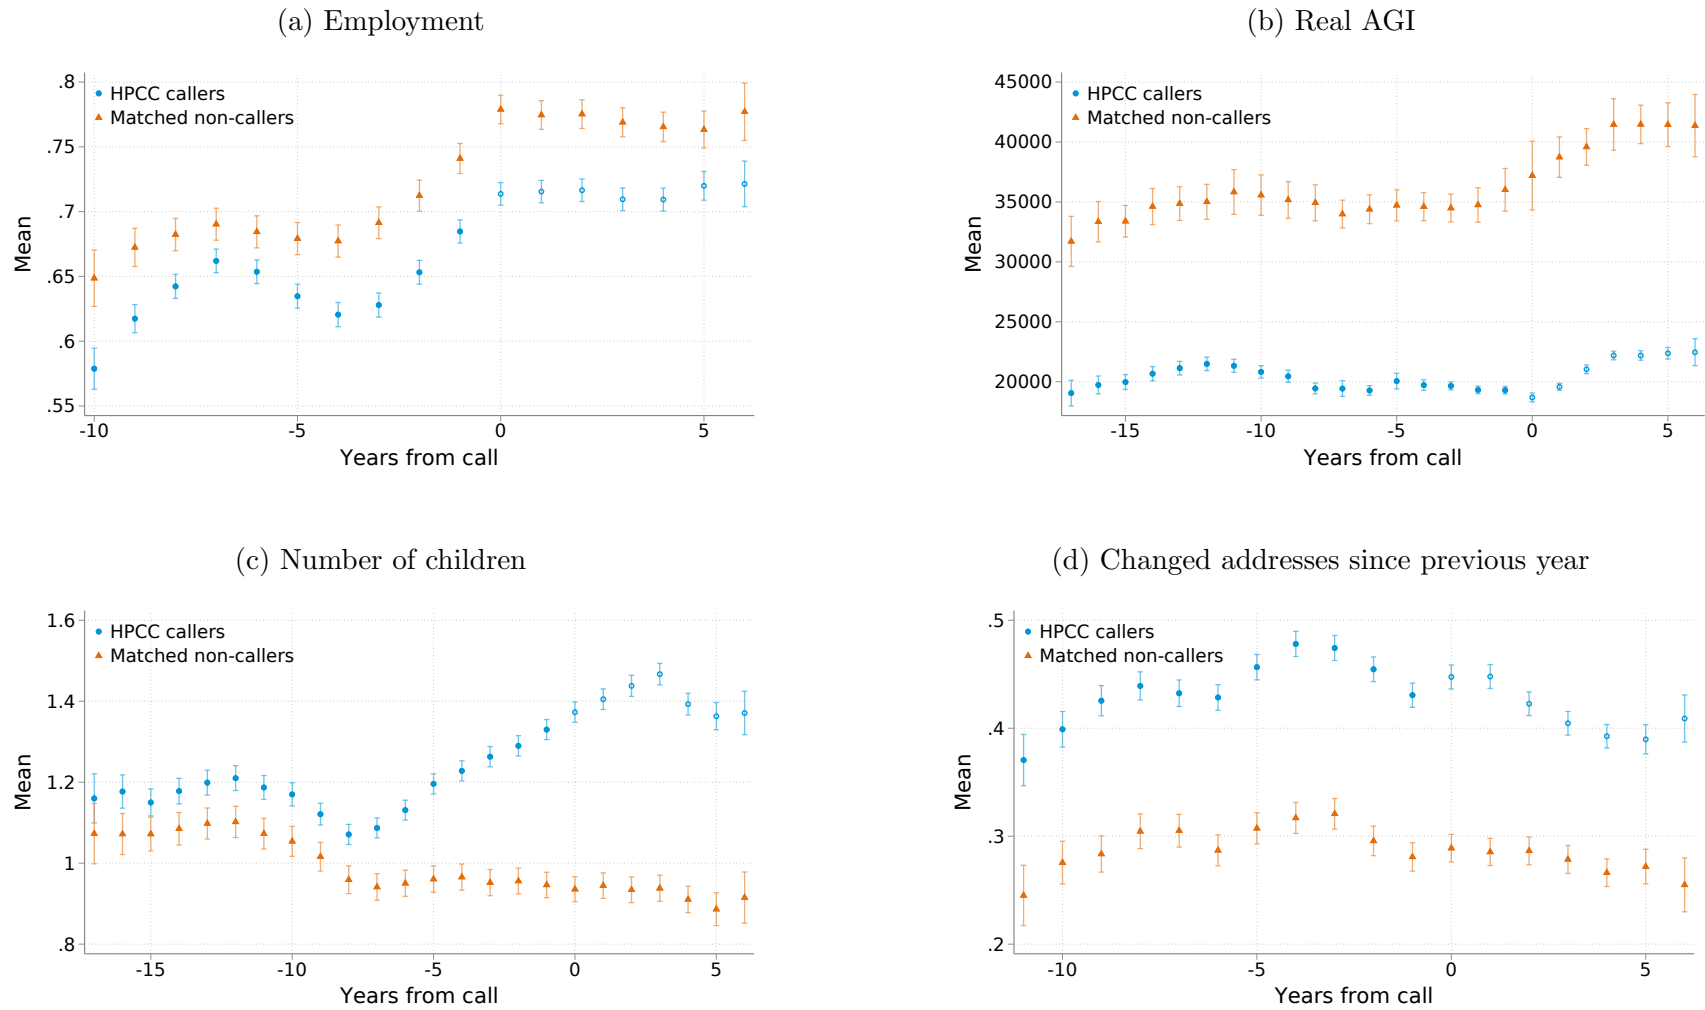 (a) Employment
.8
.75
.7
.65
.6
.55
Mean
HPCC callers
Matched non-callers
-10 -5 0 5
Years from call
(b) Real AGI
45000
40000
35000
30000
25000
20000
Mean
HPCC callers
Matched non-callers
-15 -10 -5 0 5
Years from call
(c) Number of children
1.6
1.4
1.2
1
.8
Mean
HPCC callers
Matched non-callers
-15 -10 -5 0 5
Years from call
(d) Changed addresses since previous year
.5
.4
.3
.2
Mean
HPCC callers
Matched non-callers
-10 -5 0 5
Years from call